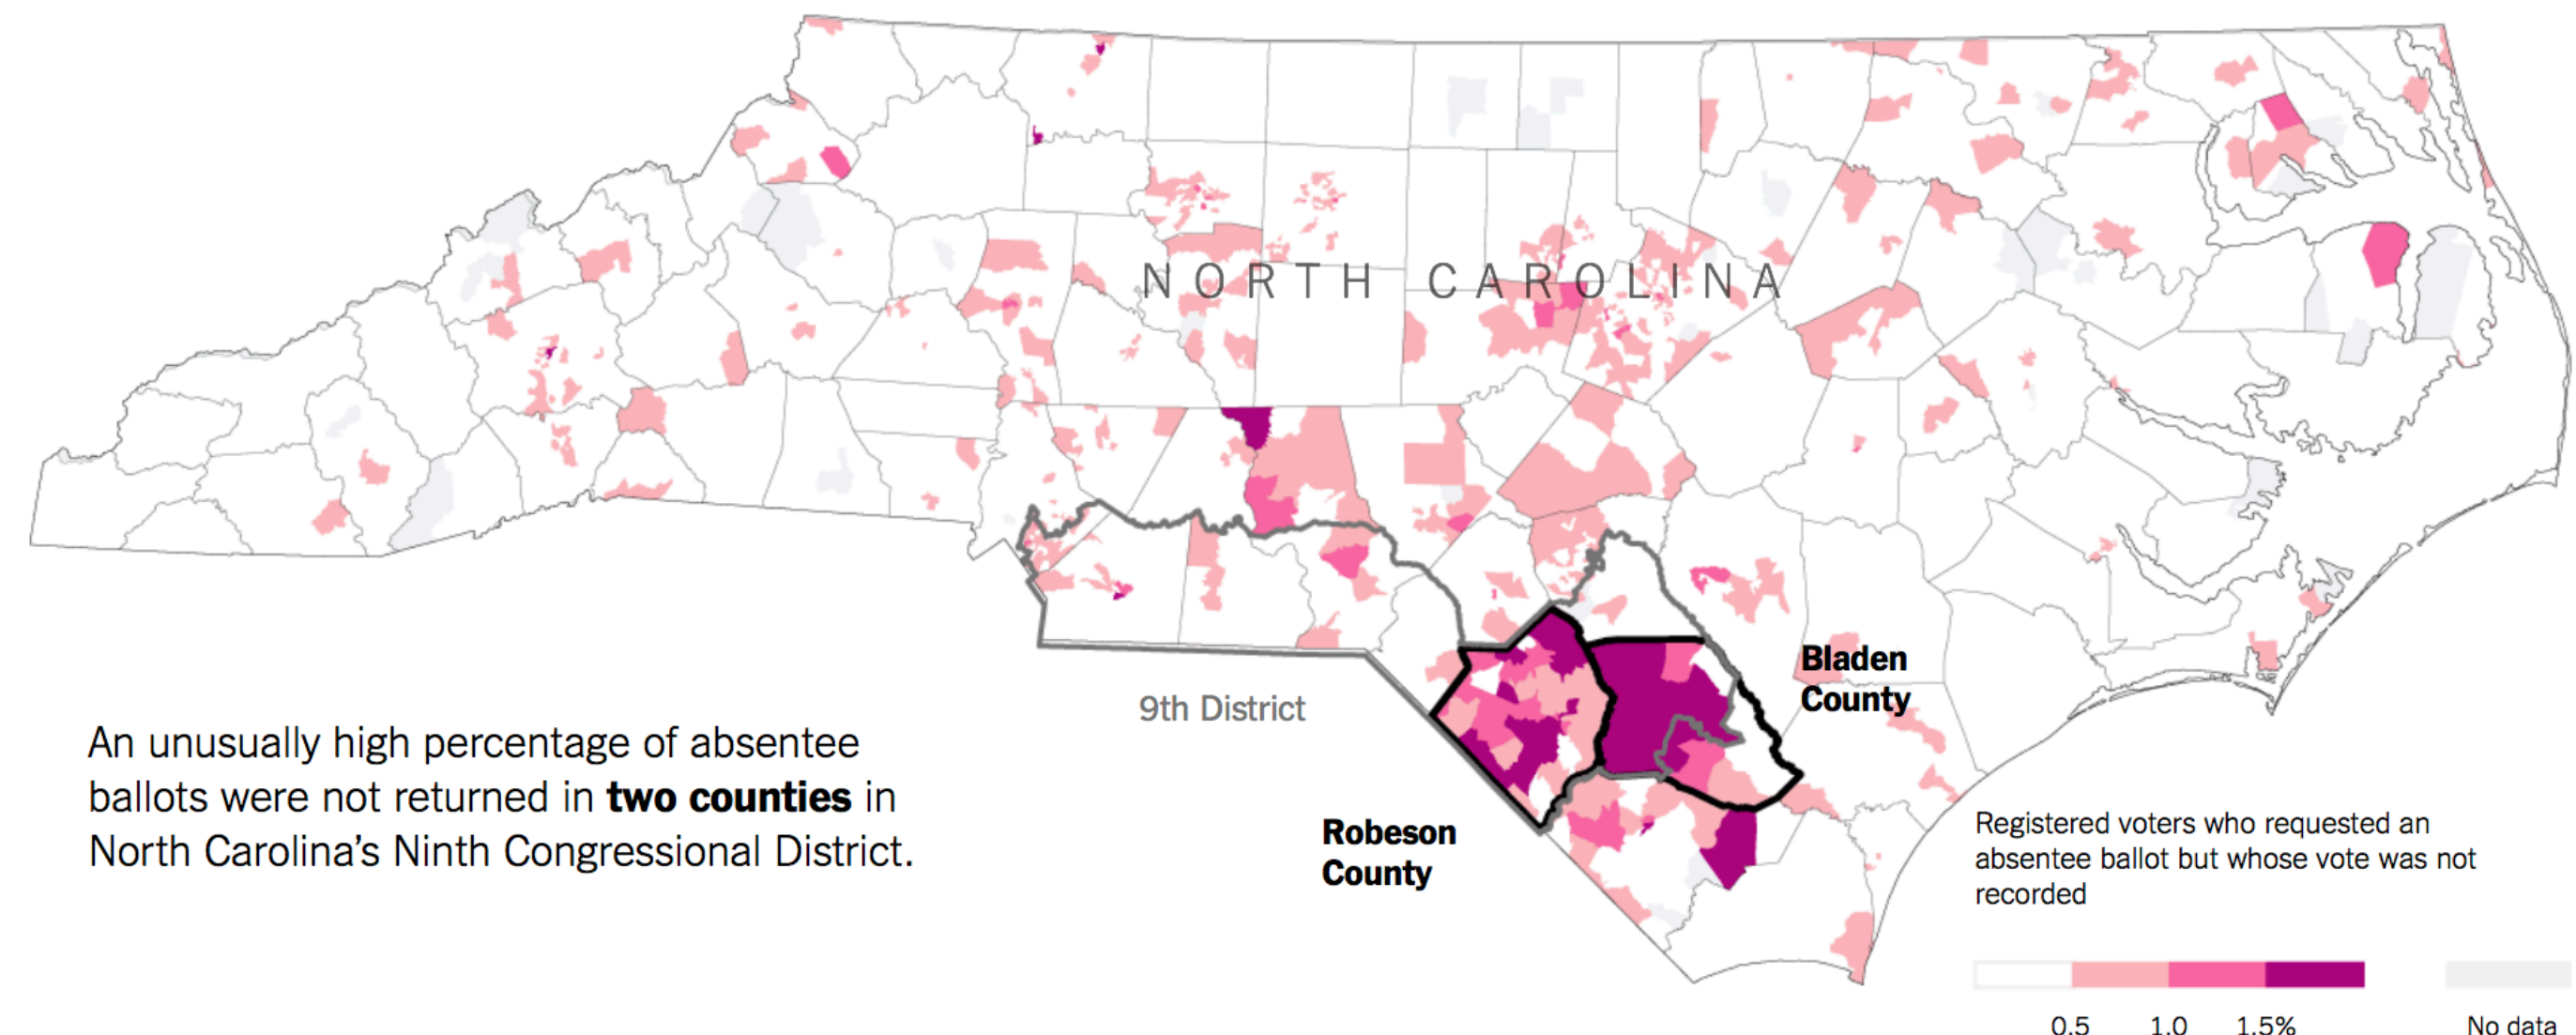 NORTH CAROLINA
Bladen
County
9th District
An unusually high percentage of absentee
ballots were not returned in two counties in
North Carolina’s Ninth Congressional District.
Robeson
County
Registered voters who requested an
absentee ballot but whose vote was not
recorded
0.5 1.0 1.5% No data